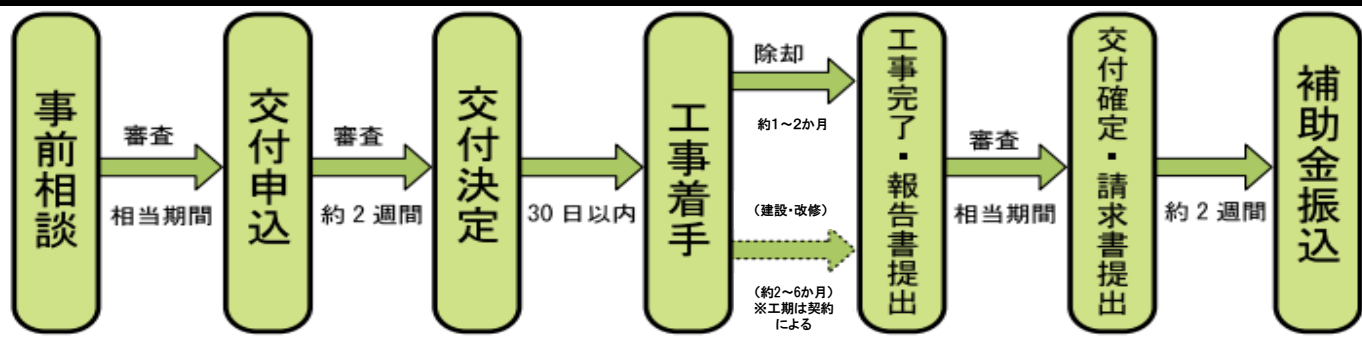 事前相談
審査
相当期間
交付申込
審査
約２週間
交付決定
30日以内
工事着手
除却
約1～2か月
（建設・改修）
（約2～6か月）
※工期は契約
による
工事完了・報告書提出
審査
相当期間
交付確定・請求書提出
約２週間
補助金振込